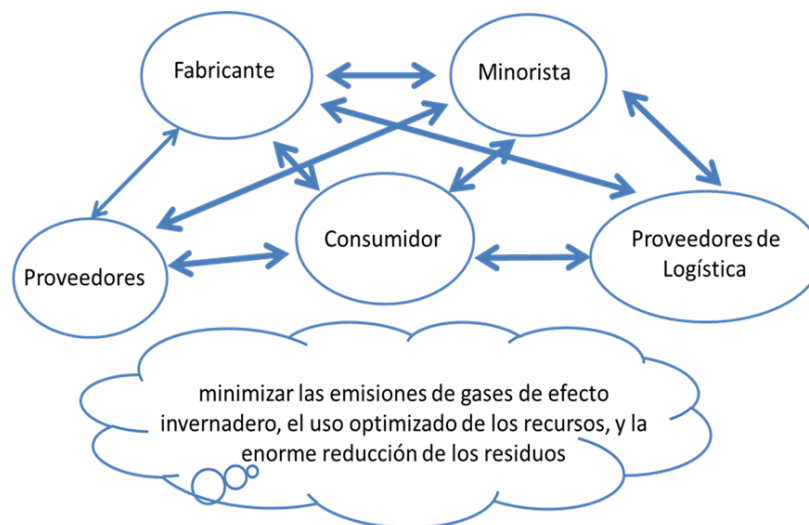 Fabricante
Minorista
Consumidor
Proveedores
Proveedores de
Logística
minimizar las emisiones de gases de efecto
invernadero, el uso optimizado de los recursos, y la
enorme reducción de los residuos